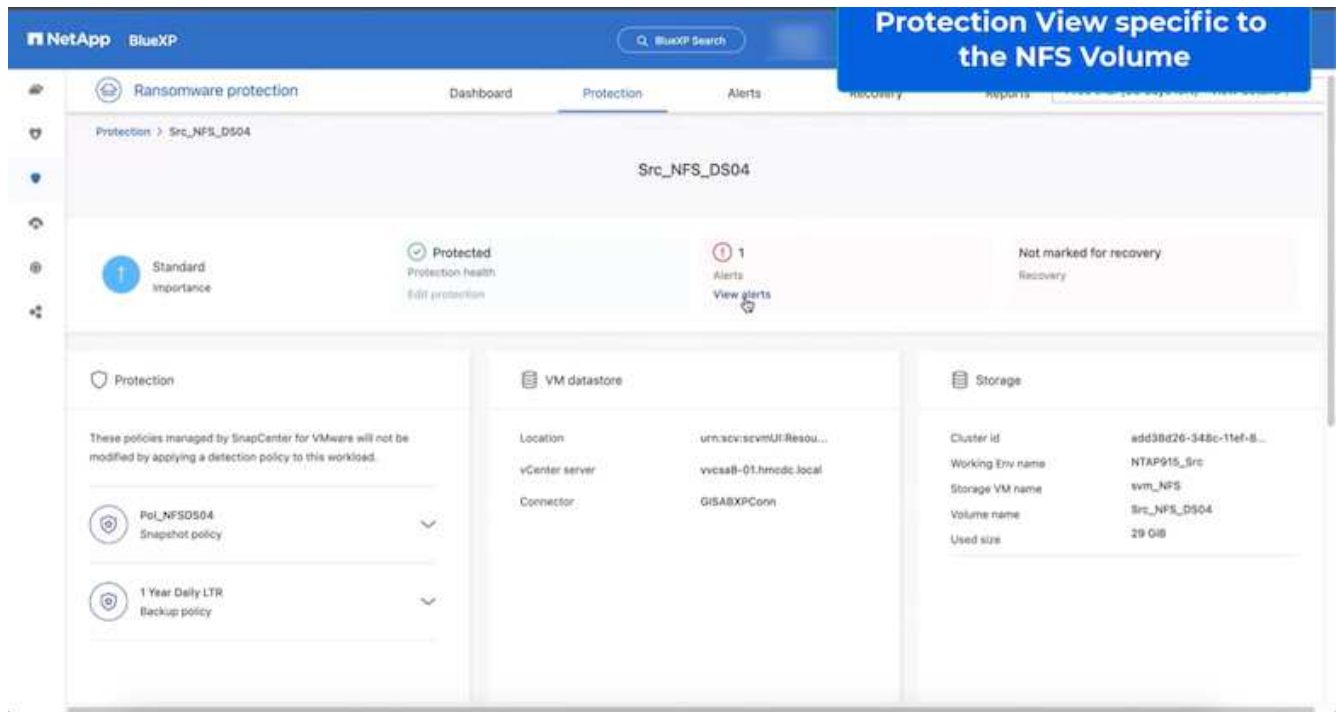 NetApp BlueXP
BlueXP Search
Protection View specific to
the NFS Volume
Ransomware protection
Dashboard
Protection
Alerts
Recovery
Reports
Protection > Src_NFS_DS04
Src_NFS_DS04
Standard
Importance
Protected
Protection health
Edit protection
1
Alerts
View alerts
Not marked for recovery
Recovery
Protection
These policies managed by SnapCenter for VMware will not be
modified by applying a detection policy to this workload.
Pol_NFSDS04
Snapshot policy
1 Year Daily LTR
Backup policy
VM datastore
Location urn:scv:scvmUI:Resou...
vCenter server vvcsa8-01.hmcdc.local
Connector GISABXPConn
Storage
Cluster id add38d26-348c-11ef-8...
Working Env name NTAP915_Src
Storage VM name svm_NFS
Volume name Src_NFS_DS04
Used size 29 GiB